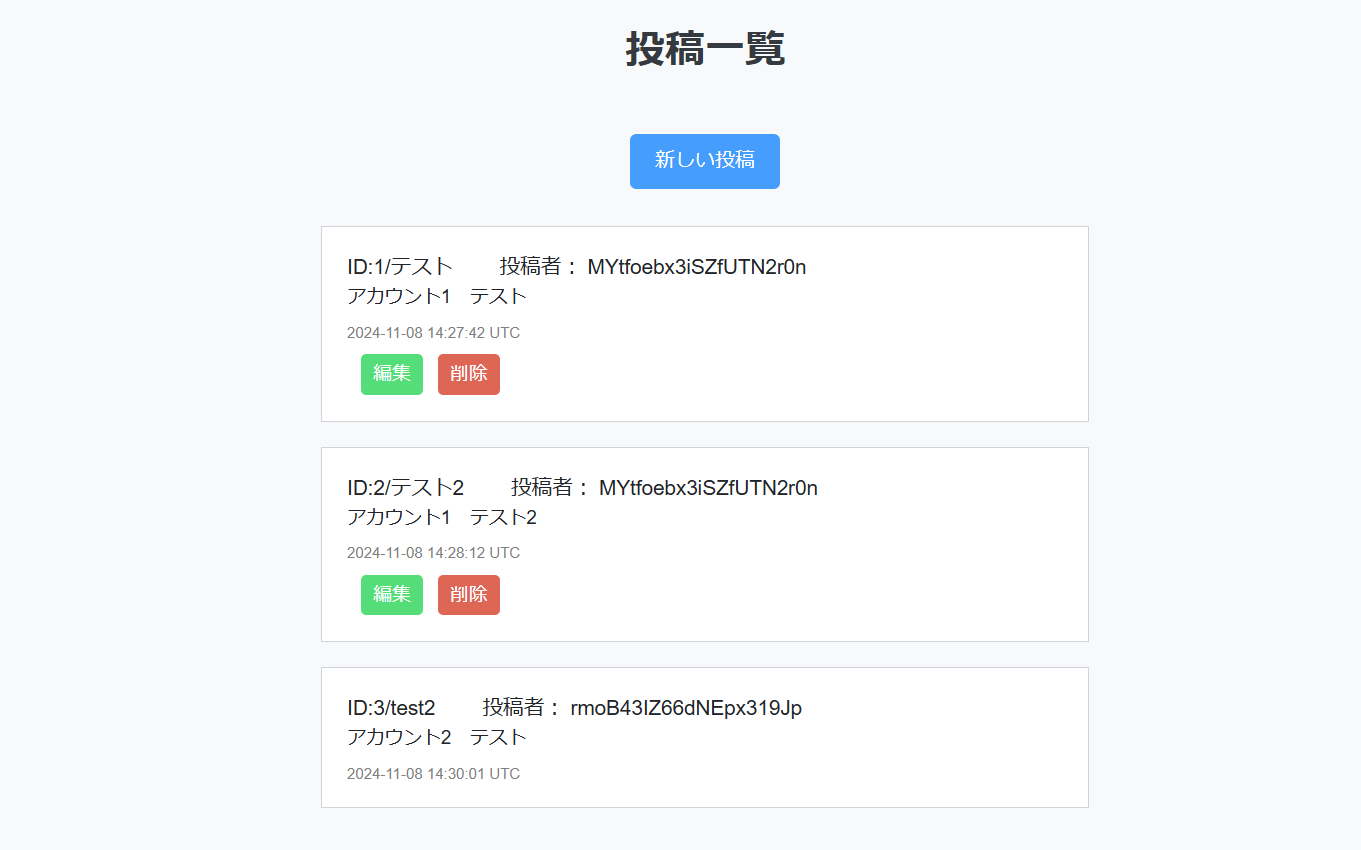 投稿一覧
新しい投稿
ID:1/テスト　　投稿者： MYtfoebx3iSZfUTN2r0n
アカウント1　テスト
2024-11-08 14:27:42 UTC
編集 削除
ID:2/テスト2　　投稿者： MYtfoebx3iSZfUTN2r0n
アカウント1　テスト2
2024-11-08 14:28:12 UTC
編集 削除
ID:3/test2　　投稿者： rmoB43IZ66dNEpx319Jp
アカウント2　テスト
2024-11-08 14:30:01 UTC